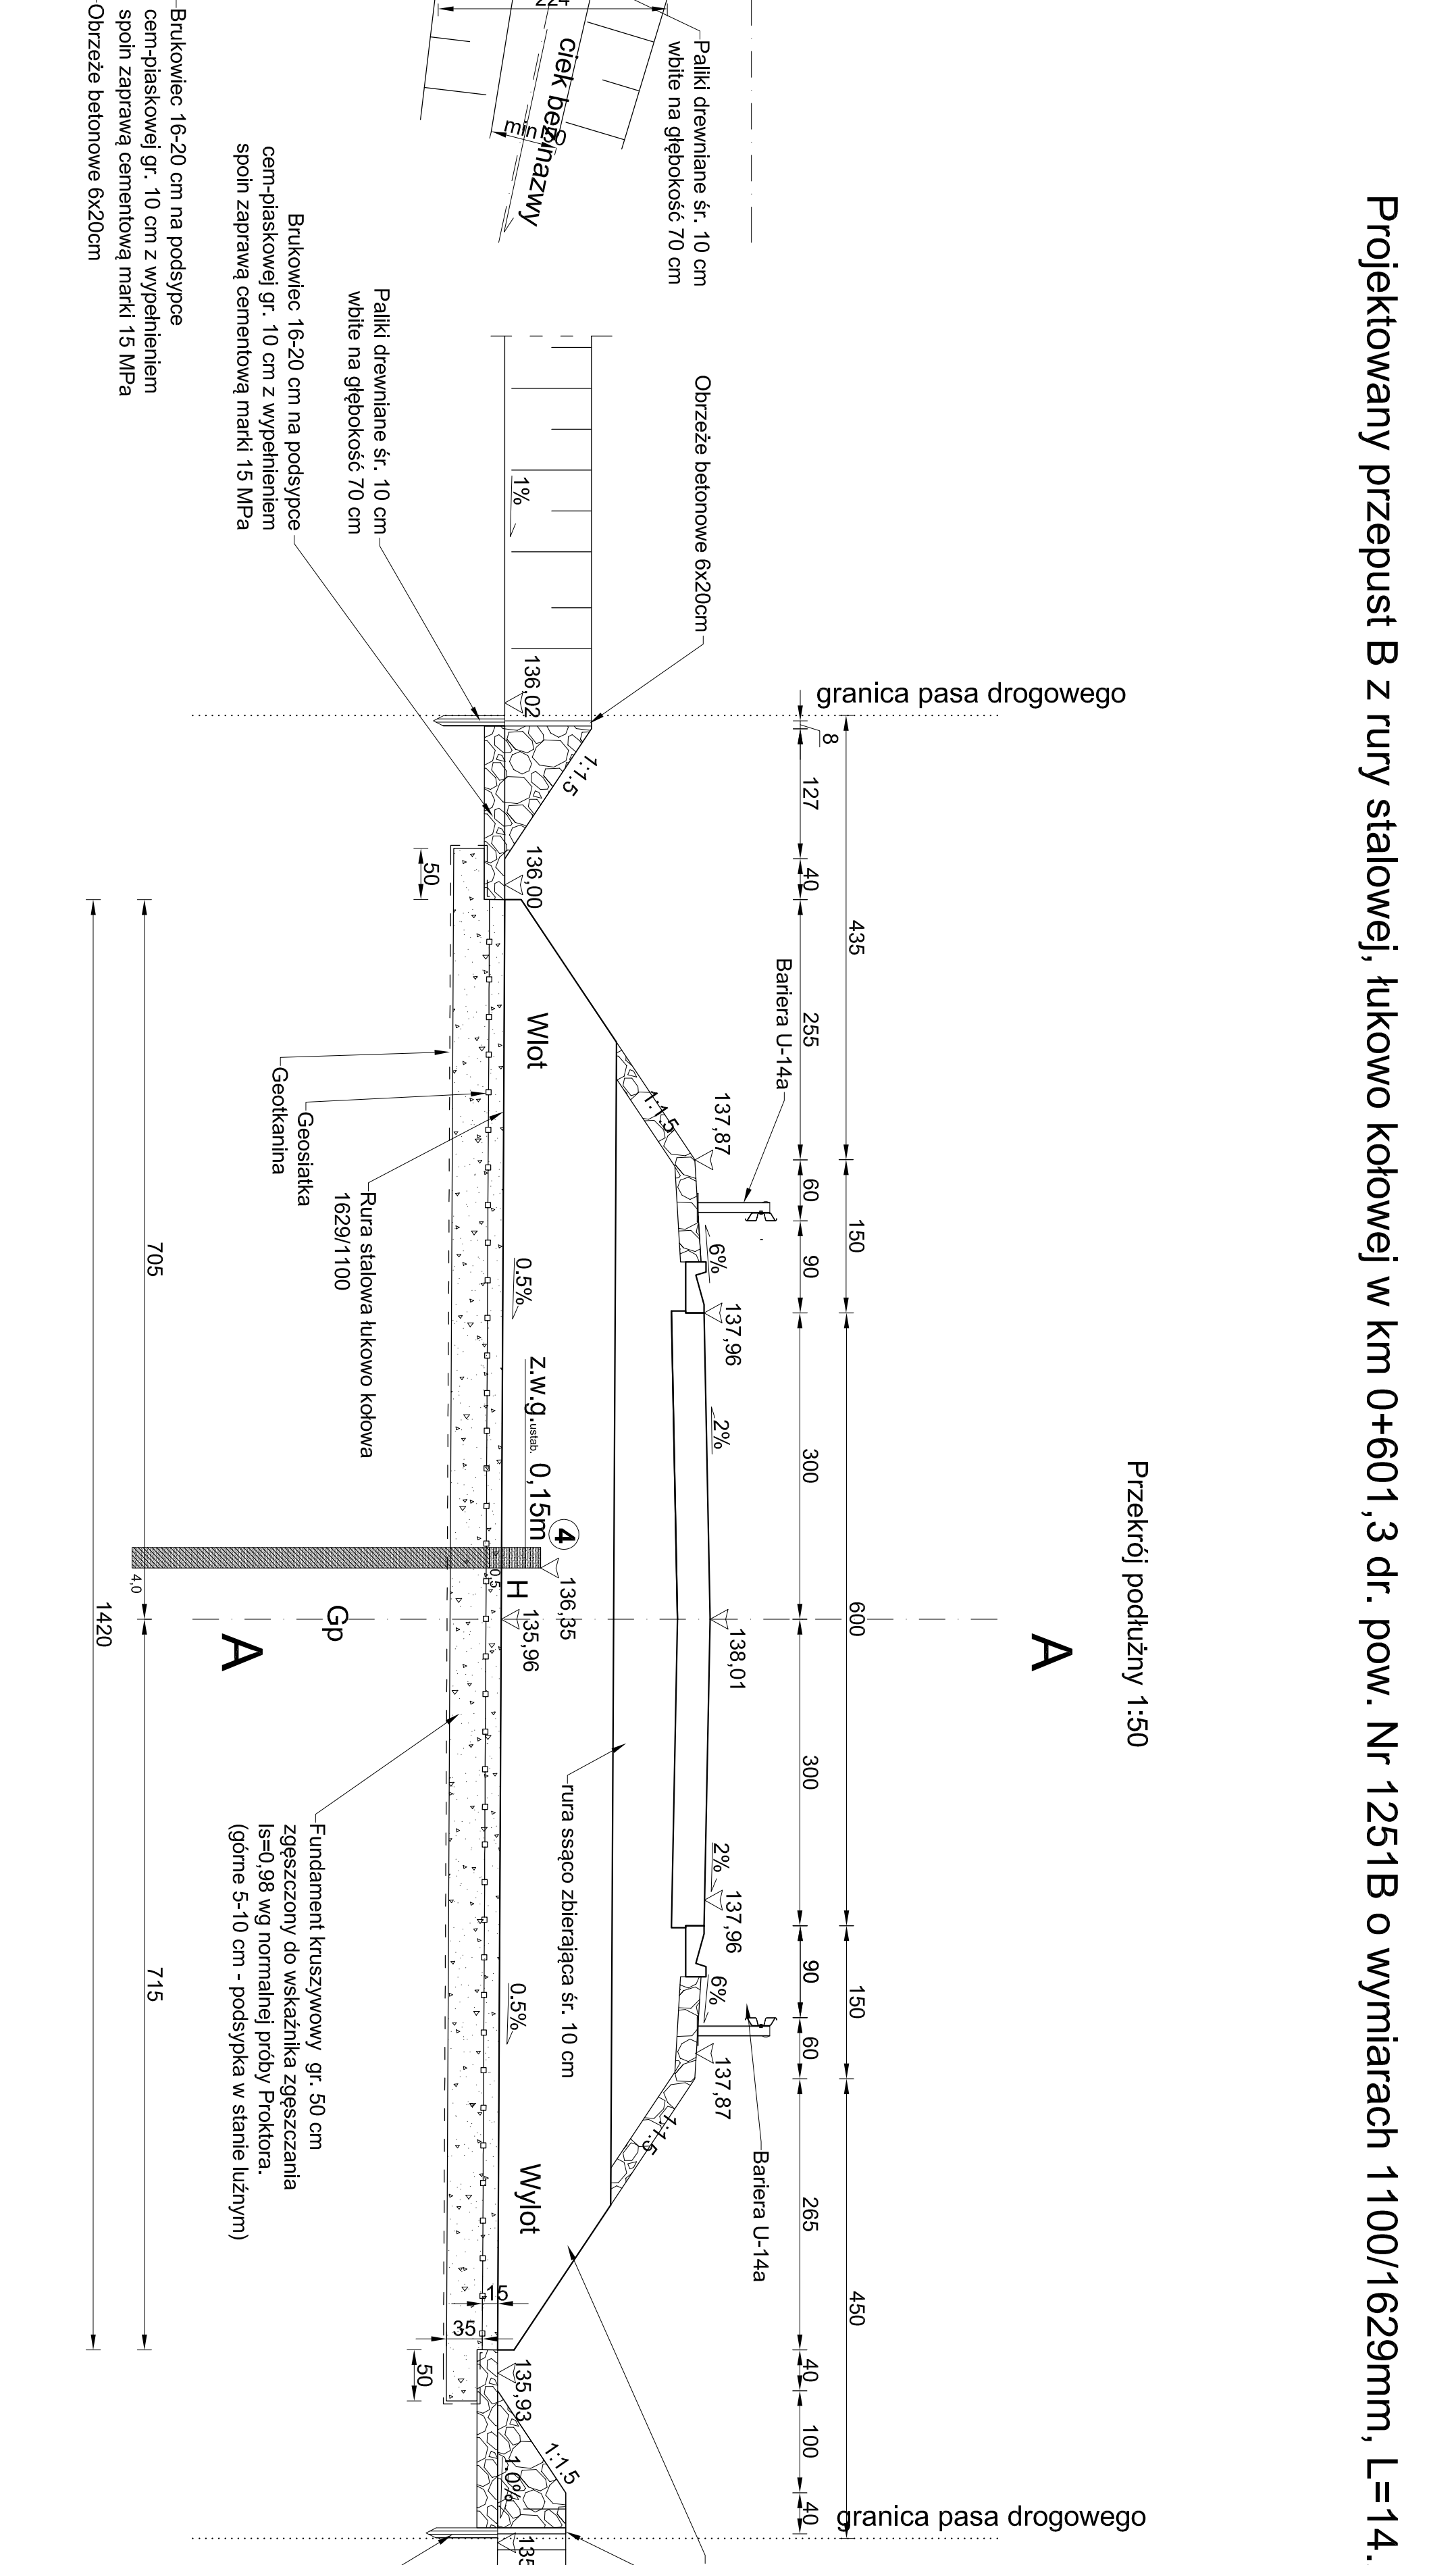 Projektowany przepust B z rury stalowej, łukowo kołowej w km 0+601,3 dr. pow. Nr 1251B o wymiarach 1100/1629mm, L=14.
Przekrój podłużny 1:50
A
granica pasa drogowego
granica pasa drogowego
435
150
600
150
450
8
127
40
255
60
90
300
300
90
60
265
40
100
40
Bariera U-14a
Bariera U-14a
224
ciek bez nazwy
min 50
Paliki drewniane śr. 10 cm
wbite na głębokość 70 cm
Obrzeże betonowe 6x20cm
137,87
6%
137,96
2%
138,01
2%
137,96
6%
137,87
1:1.5
1:1.5
1:1.5
1:1.5
1%
136,02
136,00
Wlot
0.5%
z.w.g.ustab. 0,15m
4
136,35
H
0,5
135,96
rura ssąco zbierająca śr. 10 cm
0.5%
Wylot
15
35
135,93
1.0%
135
50
50
Paliki drewniane śr. 10 cm
wbite na głębokość 70 cm
Brukowiec 16-20 cm na podsypce
cem-piaskowej gr. 10 cm z wypełnieniem
spoin zaprawą cementową marki 15 MPa
Rura stalowa łukowo kołowa
1629/1100
Geosiatka
Geotkanina
Gp
A
Fundament kruszywowy gr. 50 cm
zgęszczony do wskaźnika zgęszczania
Is=0,98 wg normalnej próby Proktora.
(górne 5-10 cm - podsypka w stanie luźnym)
Brukowiec 16-20 cm na podsypce
cem-piaskowej gr. 10 cm z wypełnieniem
spoin zaprawą cementową marki 15 MPa
Obrzeże betonowe 6x20cm
4,0
705
715
1420